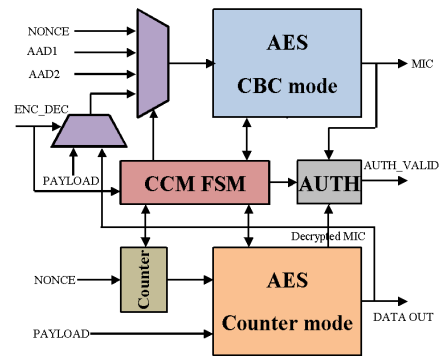 NONCE
AAD1
AAD2
ENC_DEC
PAYLOAD
AES
CBC mode
MIC
CCM FSM
AUTH
AUTH_VALID
Decrypted MIC
NONCE
Counter
AES
Counter mode
DATA OUT
PAYLOAD